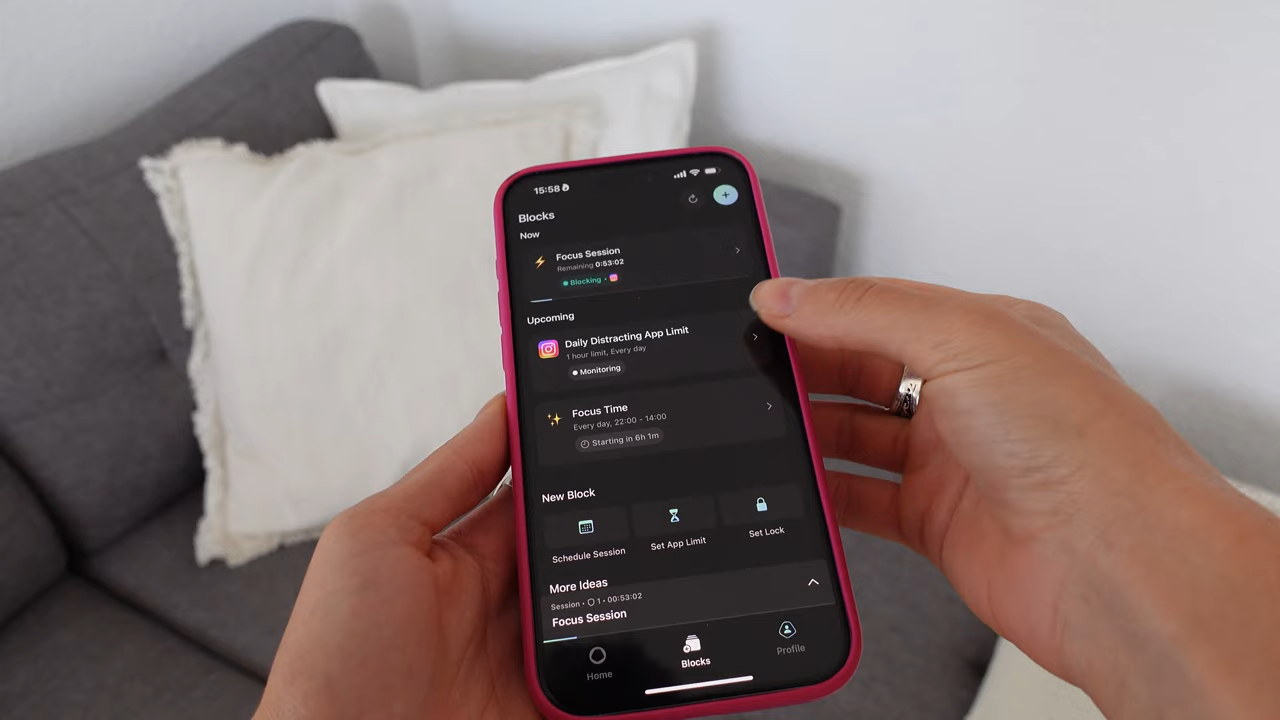 15:58
Blocks
Now
Focus Session
Remaining 0:53:02
Blocking •
Upcoming
Daily Distracting App Limit
1 hour limit, Every day
Monitoring
Focus Time
Every day, 22:00 - 14:00
Starting in 6h 1m
New Block
Schedule Session
Set App Limit
Set Lock
More Ideas
Session • 1 • 00:53:02
Focus Session
Home
Blocks
Profile